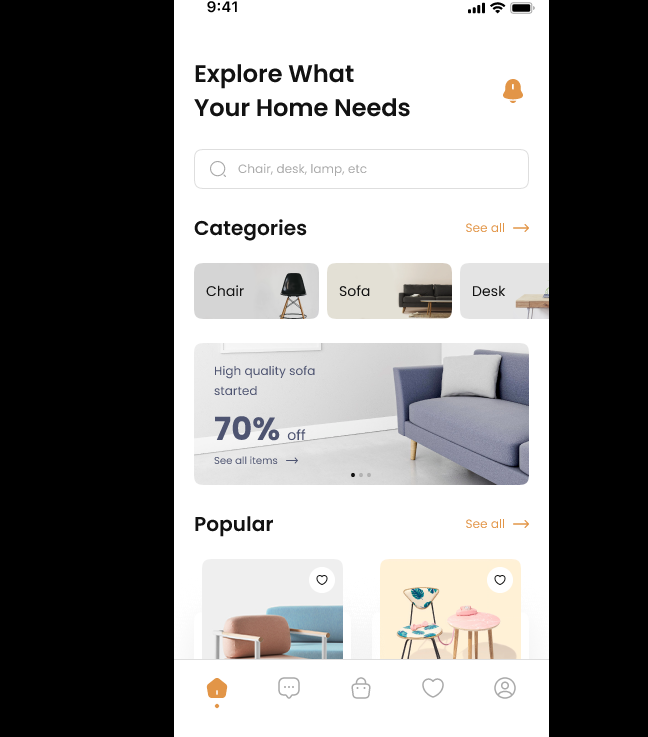 9:41
Explore What
Your Home Needs
Chair, desk, lamp, etc
Categories
See all
Chair
Sofa
Desk
High quality sofa
started
70% off
See all items
Popular
See all